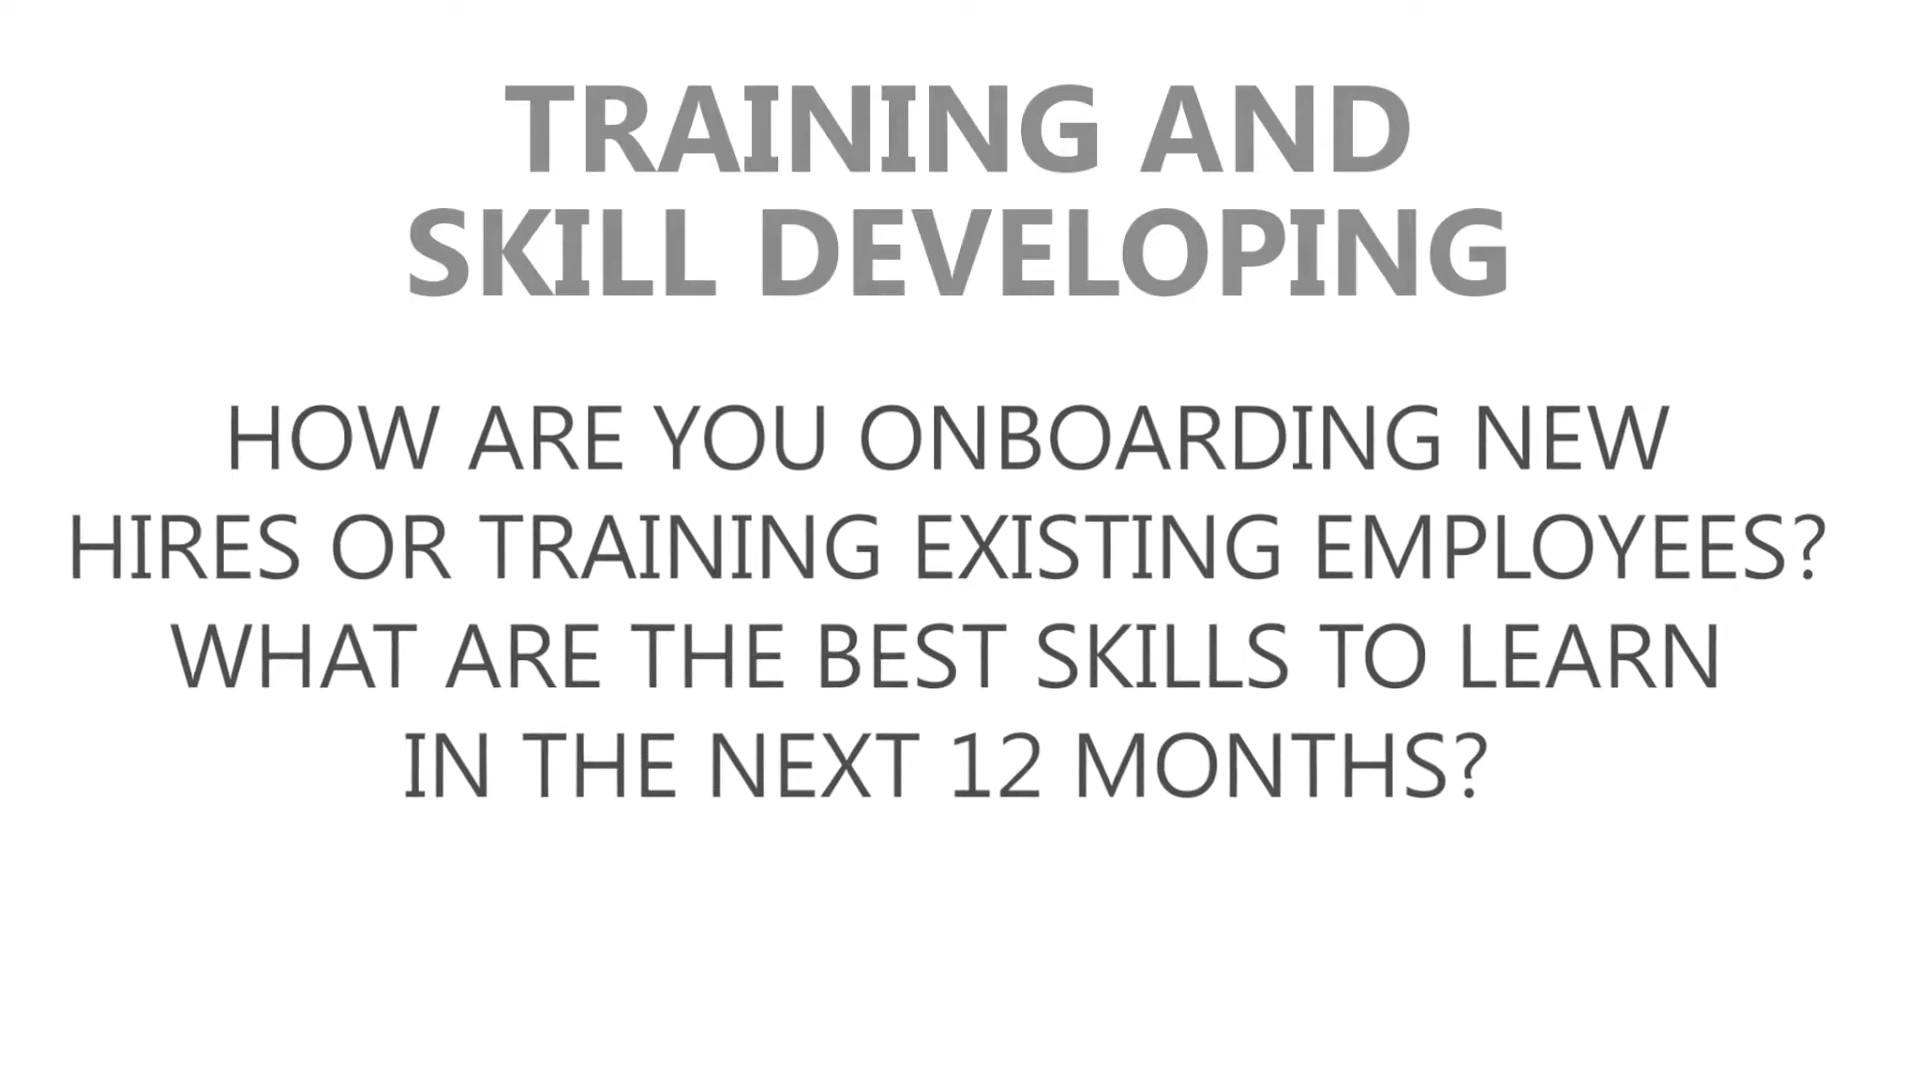 TRAINING AND
SKILL DEVELOPING
HOW ARE YOU ONBOARDING NEW
HIRES OR TRAINING EXISTING EMPLOYEES?
WHAT ARE THE BEST SKILLS TO LEARN
IN THE NEXT 12 MONTHS?